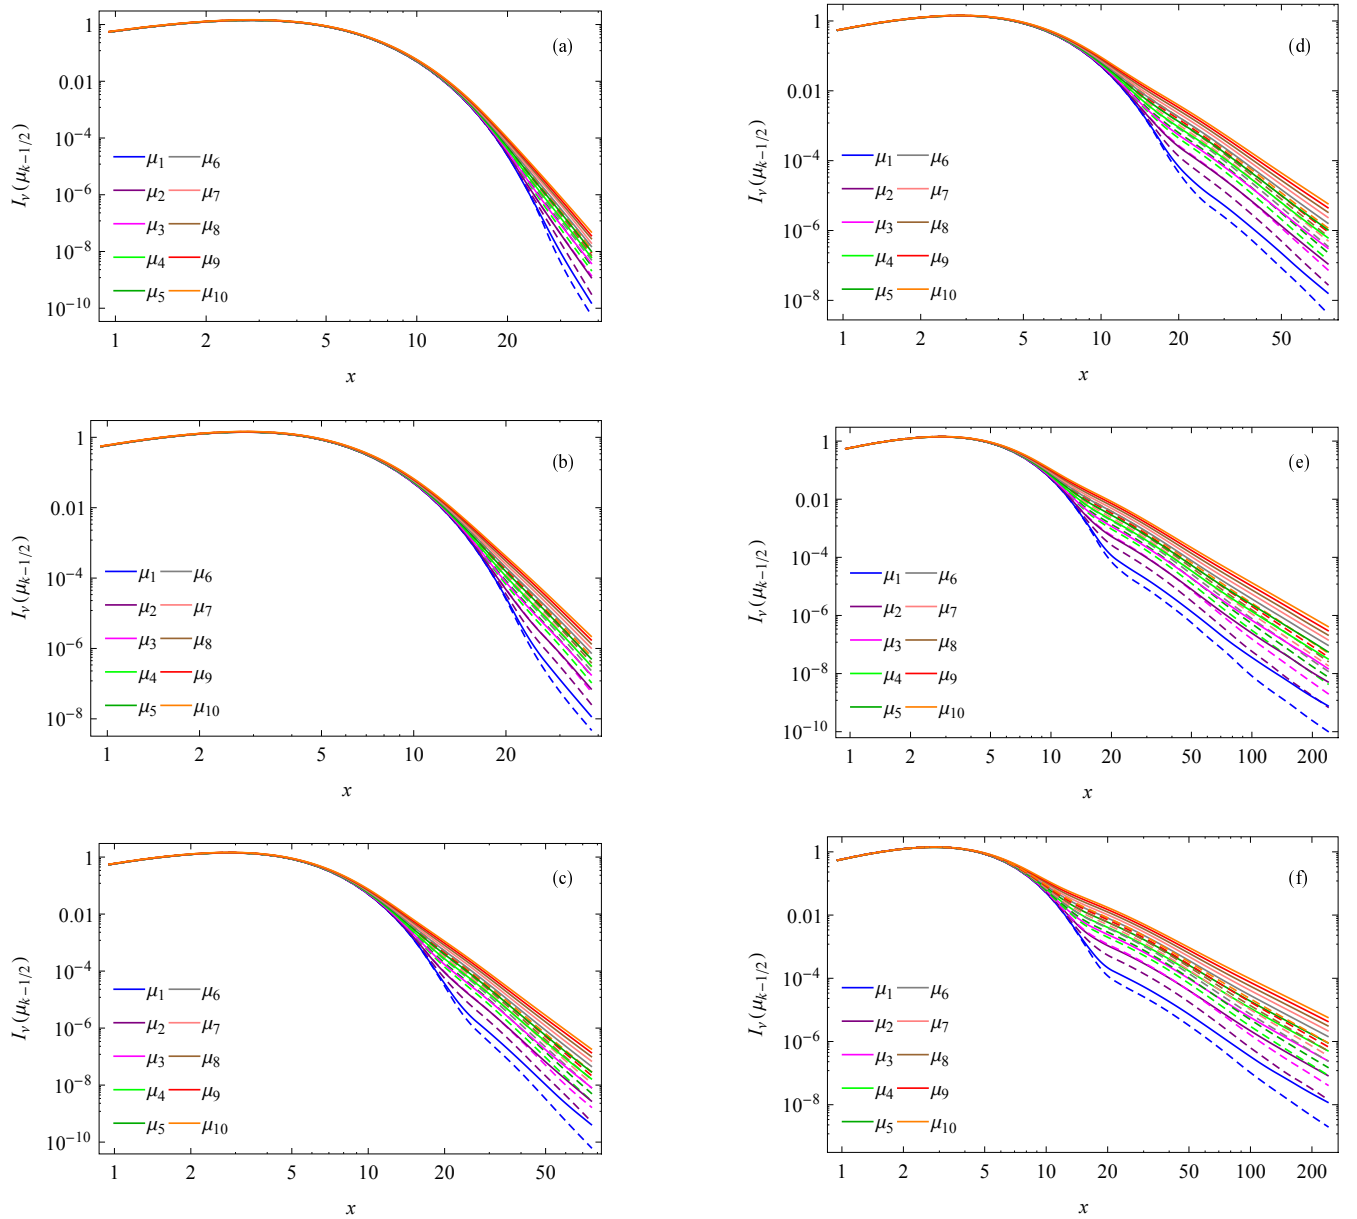 (a)
I_ν(μ_{k−1/2})
1
0.01
10^{−4}
10^{−6}
10^{−8}
10^{−10}
μ_1 μ_6
μ_2 μ_7
μ_3 μ_8
μ_4 μ_9
μ_5 μ_10
1 2 5 10 20
x
(d)
I_ν(μ_{k−1/2})
1
0.01
10^{−4}
10^{−6}
10^{−8}
μ_1 μ_6
μ_2 μ_7
μ_3 μ_8
μ_4 μ_9
μ_5 μ_10
1 5 10 20 50
x
(b)
I_ν(μ_{k−1/2})
1
0.01
10^{−4}
10^{−6}
10^{−8}
μ_1 μ_6
μ_2 μ_7
μ_3 μ_8
μ_4 μ_9
μ_5 μ_10
1 2 5 10 20
x
(e)
I_ν(μ_{k−1/2})
1
0.01
10^{−4}
10^{−6}
10^{−8}
10^{−10}
μ_1 μ_6
μ_2 μ_7
μ_3 μ_8
μ_4 μ_9
μ_5 μ_10
1 2 5 10 20 50 100 200
x
(c)
I_ν(μ_{k−1/2})
1
0.01
10^{−4}
10^{−6}
10^{−8}
10^{−10}
μ_1 μ_6
μ_2 μ_7
μ_3 μ_8
μ_4 μ_9
μ_5 μ_10
1 2 5 10 20 50
x
(f)
I_ν(μ_{k−1/2})
1
0.01
10^{−4}
10^{−6}
10^{−8}
μ_1 μ_6
μ_2 μ_7
μ_3 μ_8
μ_4 μ_9
μ_5 μ_10
1 2 5 10 20 50 100 200
x